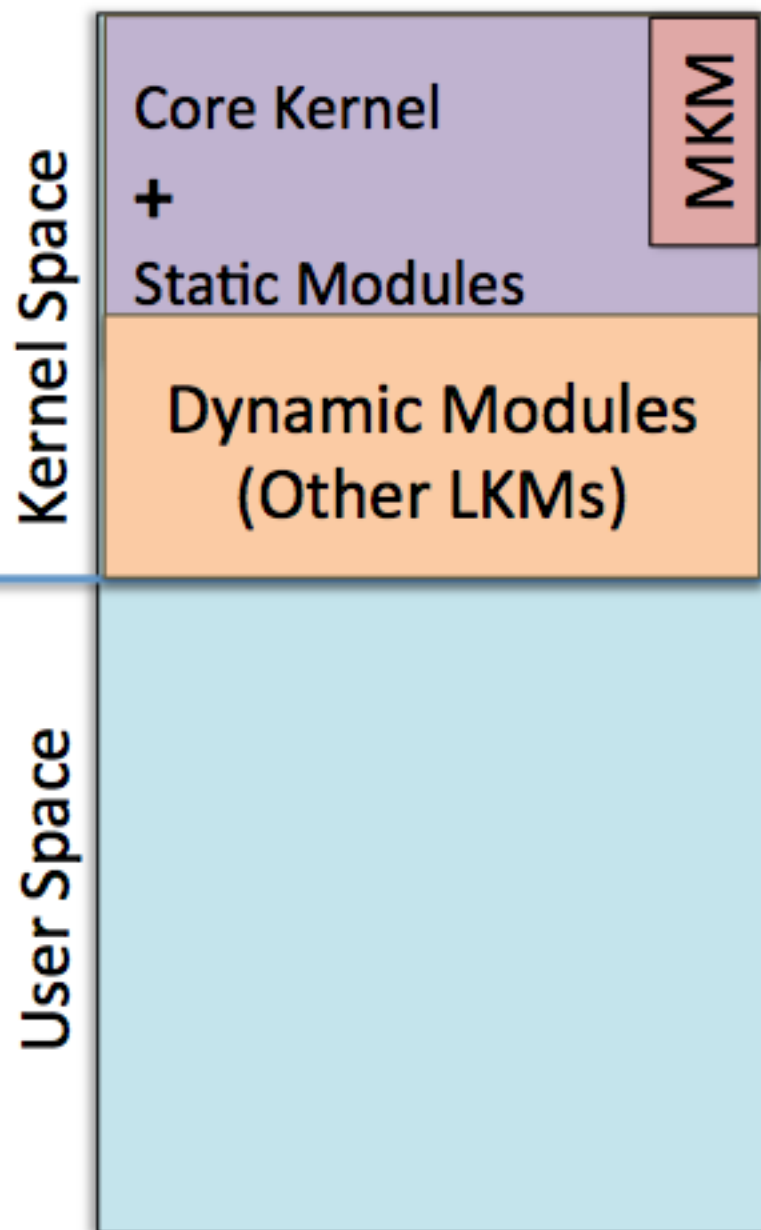 Kernel Space
Core Kernel
+
Static Modules
MKM
Dynamic Modules
(Other LKMs)
User Space